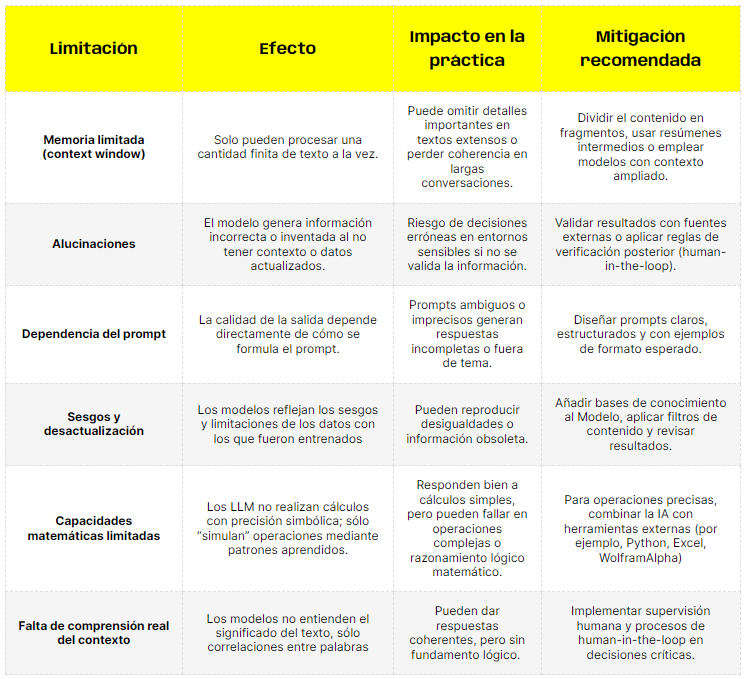 Limitación
Efecto
Impacto en la
práctica
Mitigación
recomendada
Memoria limitada
(context window)
Solo pueden procesar una
cantidad finita de texto a la vez.
Puede omitir detalles
importantes en
textos extensos o
perder coherencia en
largas
conversaciones.
Dividir el contenido en
fragmentos, usar resúmenes
intermedios o emplear
modelos con contexto
ampliado.
Alucinaciones
El modelo genera información
incorrecta o inventada al no
tener contexto o datos
actualizados.
Riesgo de decisiones
erróneas en entornos
sensibles si no se
valida la información.
Validar resultados con fuentes
externas o aplicar reglas de
verificación posterior (human-
in-the-loop).
Dependencia del prompt
La calidad de la salida depende
directamente de cómo se
formula el prompt.
Prompts ambiguos o
imprecisos generan
respuestas
incompletas o fuera
de tema.
Diseñar prompts claros,
estructurados y con ejemplos
de formato esperado.
Sesgos y
desactualización
Los modelos reflejan los sesgos
y limitaciones de los datos con
los que fueron entrenados
Pueden reproducir
desigualdades o
información obsoleta.
Añadir bases de conocimiento
al Modelo, aplicar filtros de
contenido y revisar
resultados.
Capacidades
matemáticas limitadas
Los LLM no realizan cálculos
con precisión simbólica; sólo
“simulan” operaciones mediante
patrones aprendidos.
Responden bien a
cálculos simples,
pero pueden fallar en
operaciones
complejas o
razonamiento lógico
matemático.
Para operaciones precisas,
combinar la IA con
herramientas externas (por
ejemplo, Python, Excel,
WolframAlpha)
Falta de comprensión real
del contexto
Los modelos no entienden el
significado del texto, sólo
correlaciones entre palabras
Pueden dar
respuestas
coherentes, pero sin
fundamento lógico.
Implementar supervisión
humana y procesos de
human-in-the-loop en
decisiones críticas.